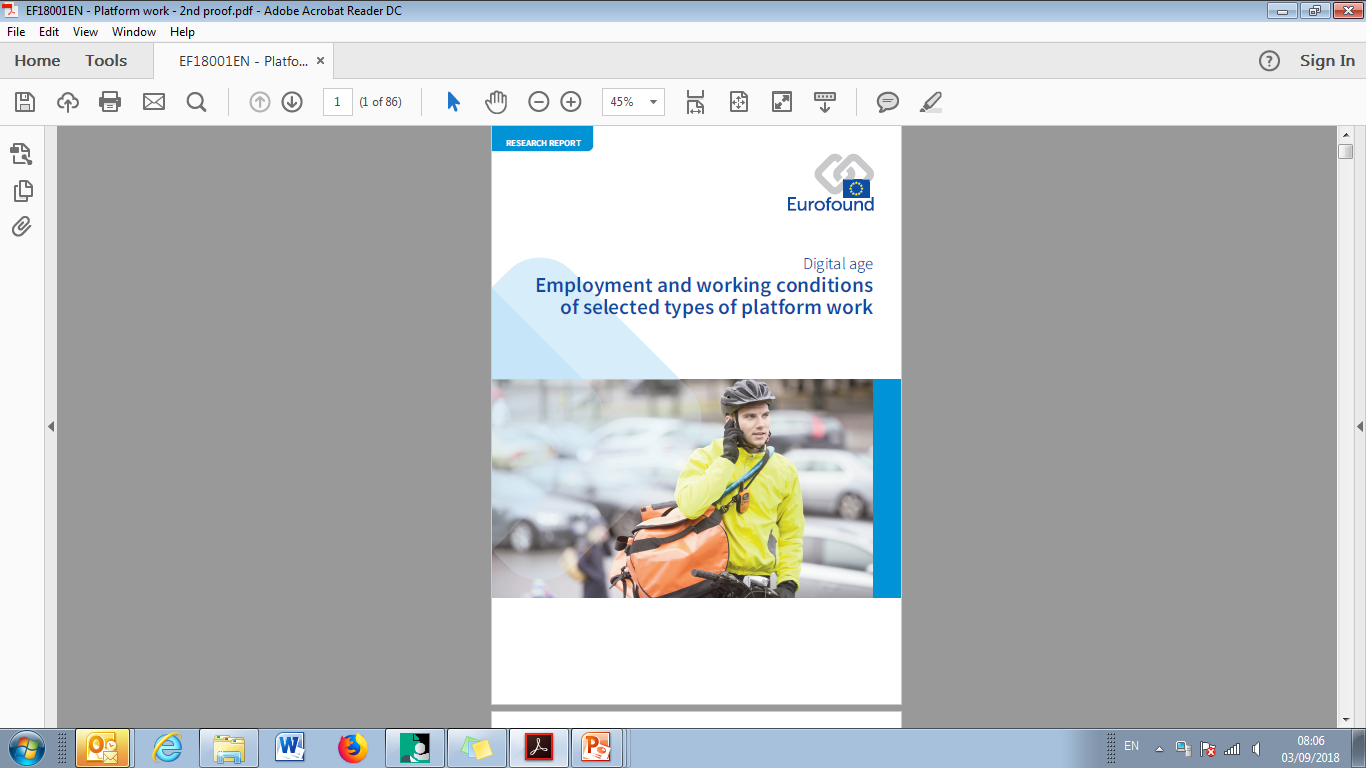 EF18001EN - Platform work - 2nd proof.pdf - Adobe Acrobat Reader DC
File Edit View Window Help
Home Tools EF18001EN - Platfo... × Sign In
1 (1 of 86) 45%
RESEARCH REPORT
Eurofound
Digital age
Employment and working conditions
of selected types of platform work
EN
08:06
03/09/2018